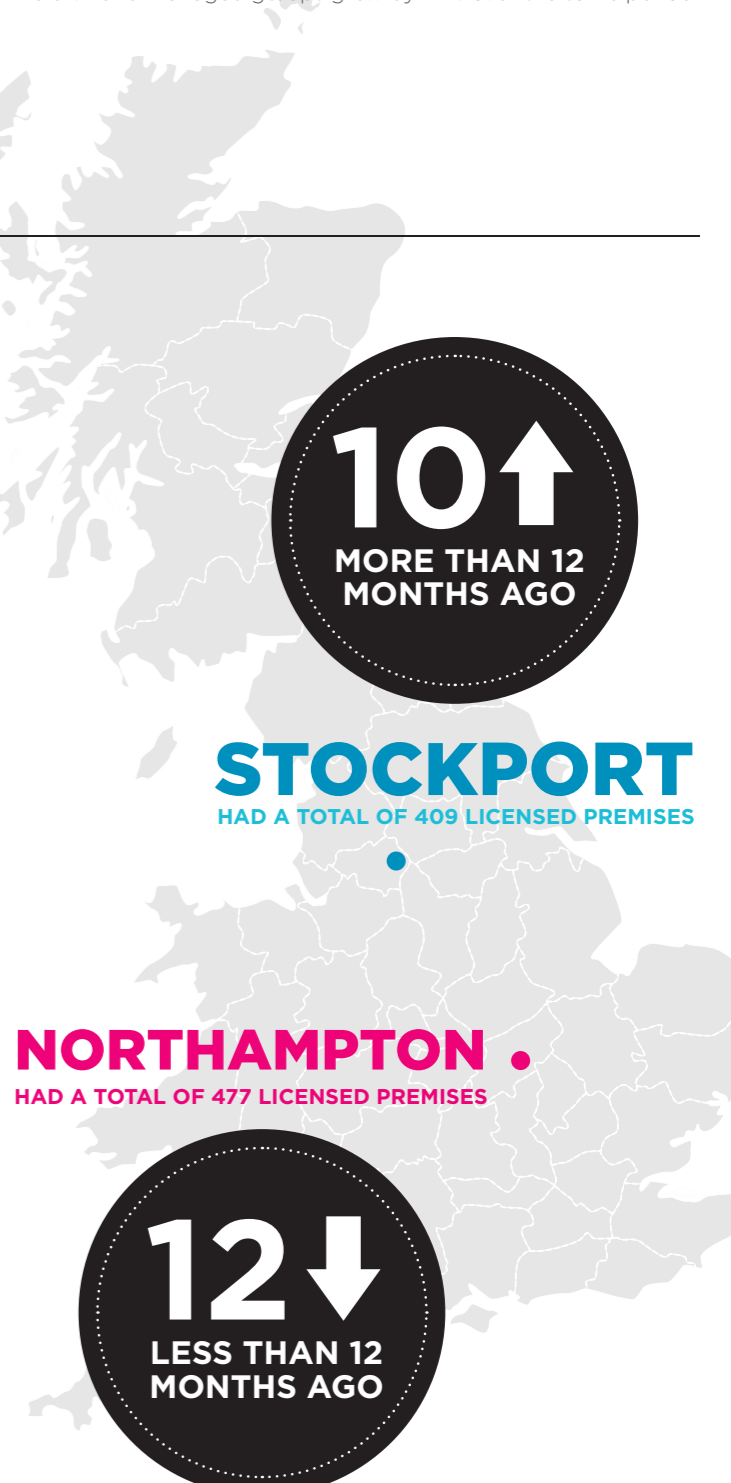 10
MORE THAN 12
MONTHS AGO
STOCKPORT
HAD A TOTAL OF 409 LICENSED PREMISES
NORTHAMPTON
HAD A TOTAL OF 477 LICENSED PREMISES
12
LESS THAN 12
MONTHS AGO